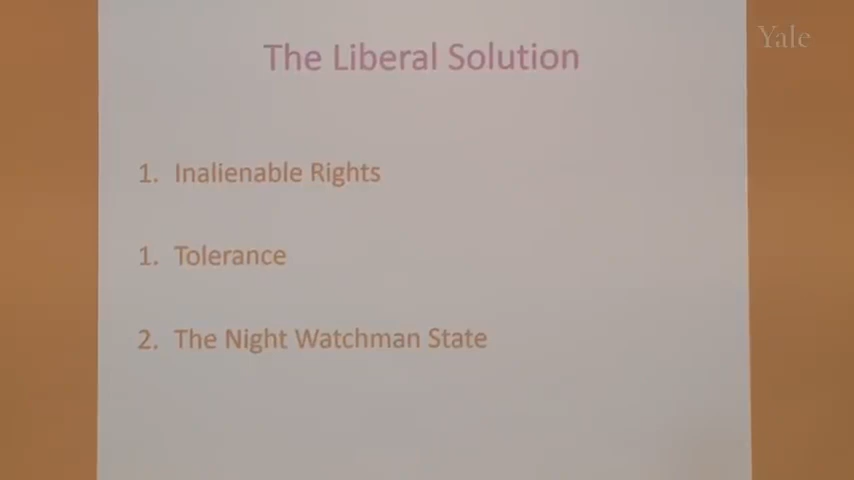 The Liberal Solution
Yale
1. Inalienable Rights
1. Tolerance
2. The Night Watchman State